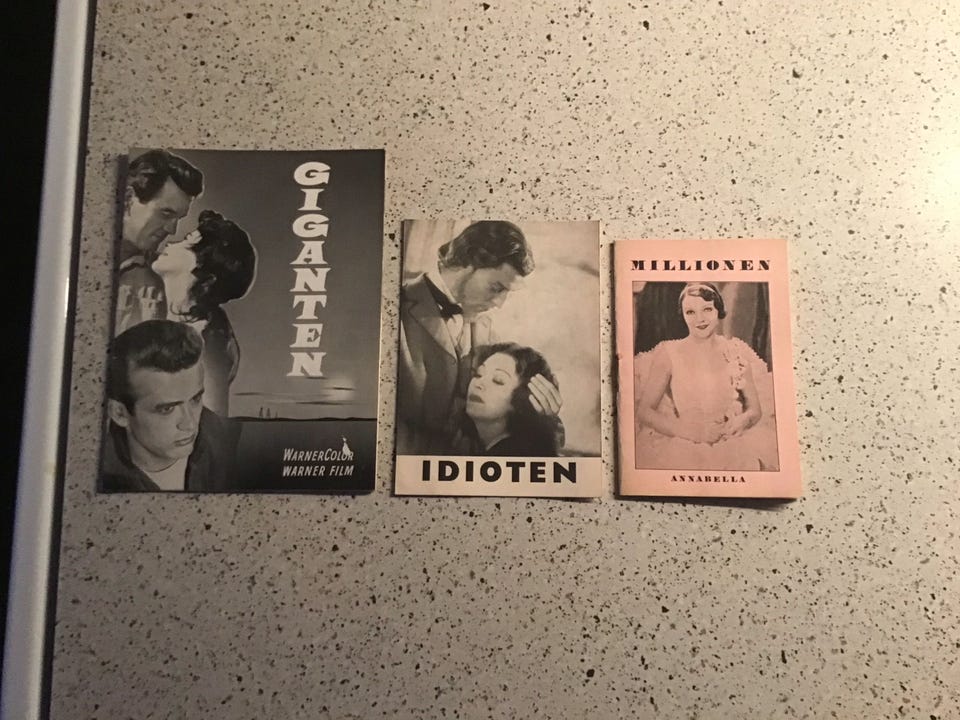 GIGANTEN
WARNERCOLOR
WARNER FILM
IDIOTEN
MILLIONEN
ANNABELLA